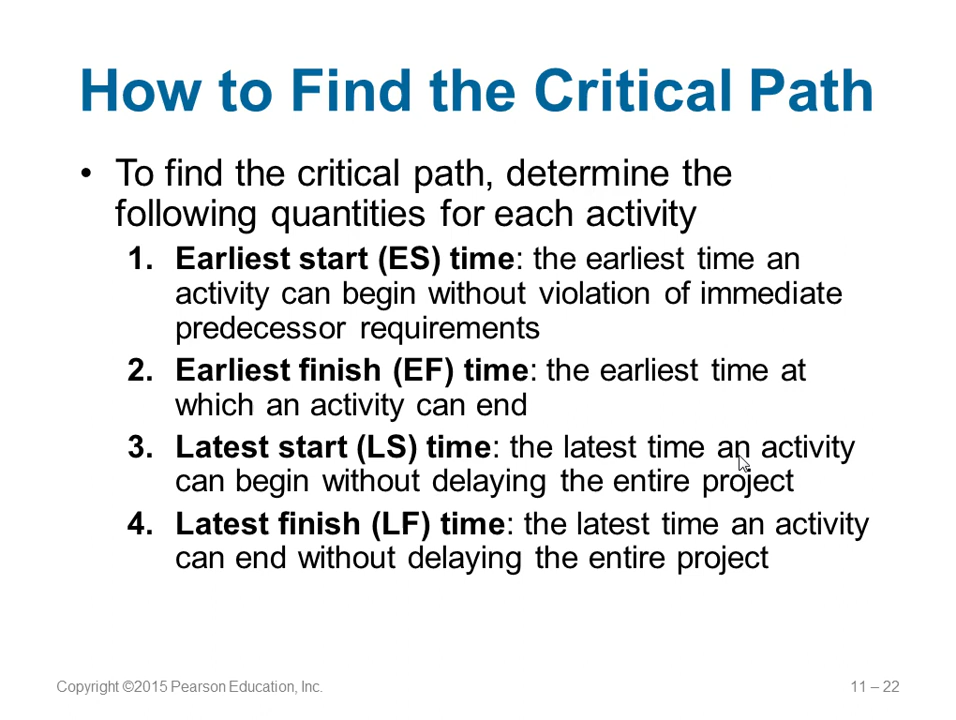 How to Find the Critical Path
• To find the critical path, determine the
following quantities for each activity
1. Earliest start (ES) time: the earliest time an
activity can begin without violation of immediate
predecessor requirements
2. Earliest finish (EF) time: the earliest time at
which an activity can end
3. Latest start (LS) time: the latest time an activity
can begin without delaying the entire project
4. Latest finish (LF) time: the latest time an activity
can end without delaying the entire project
Copyright ©2015 Pearson Education, Inc.
11 – 22